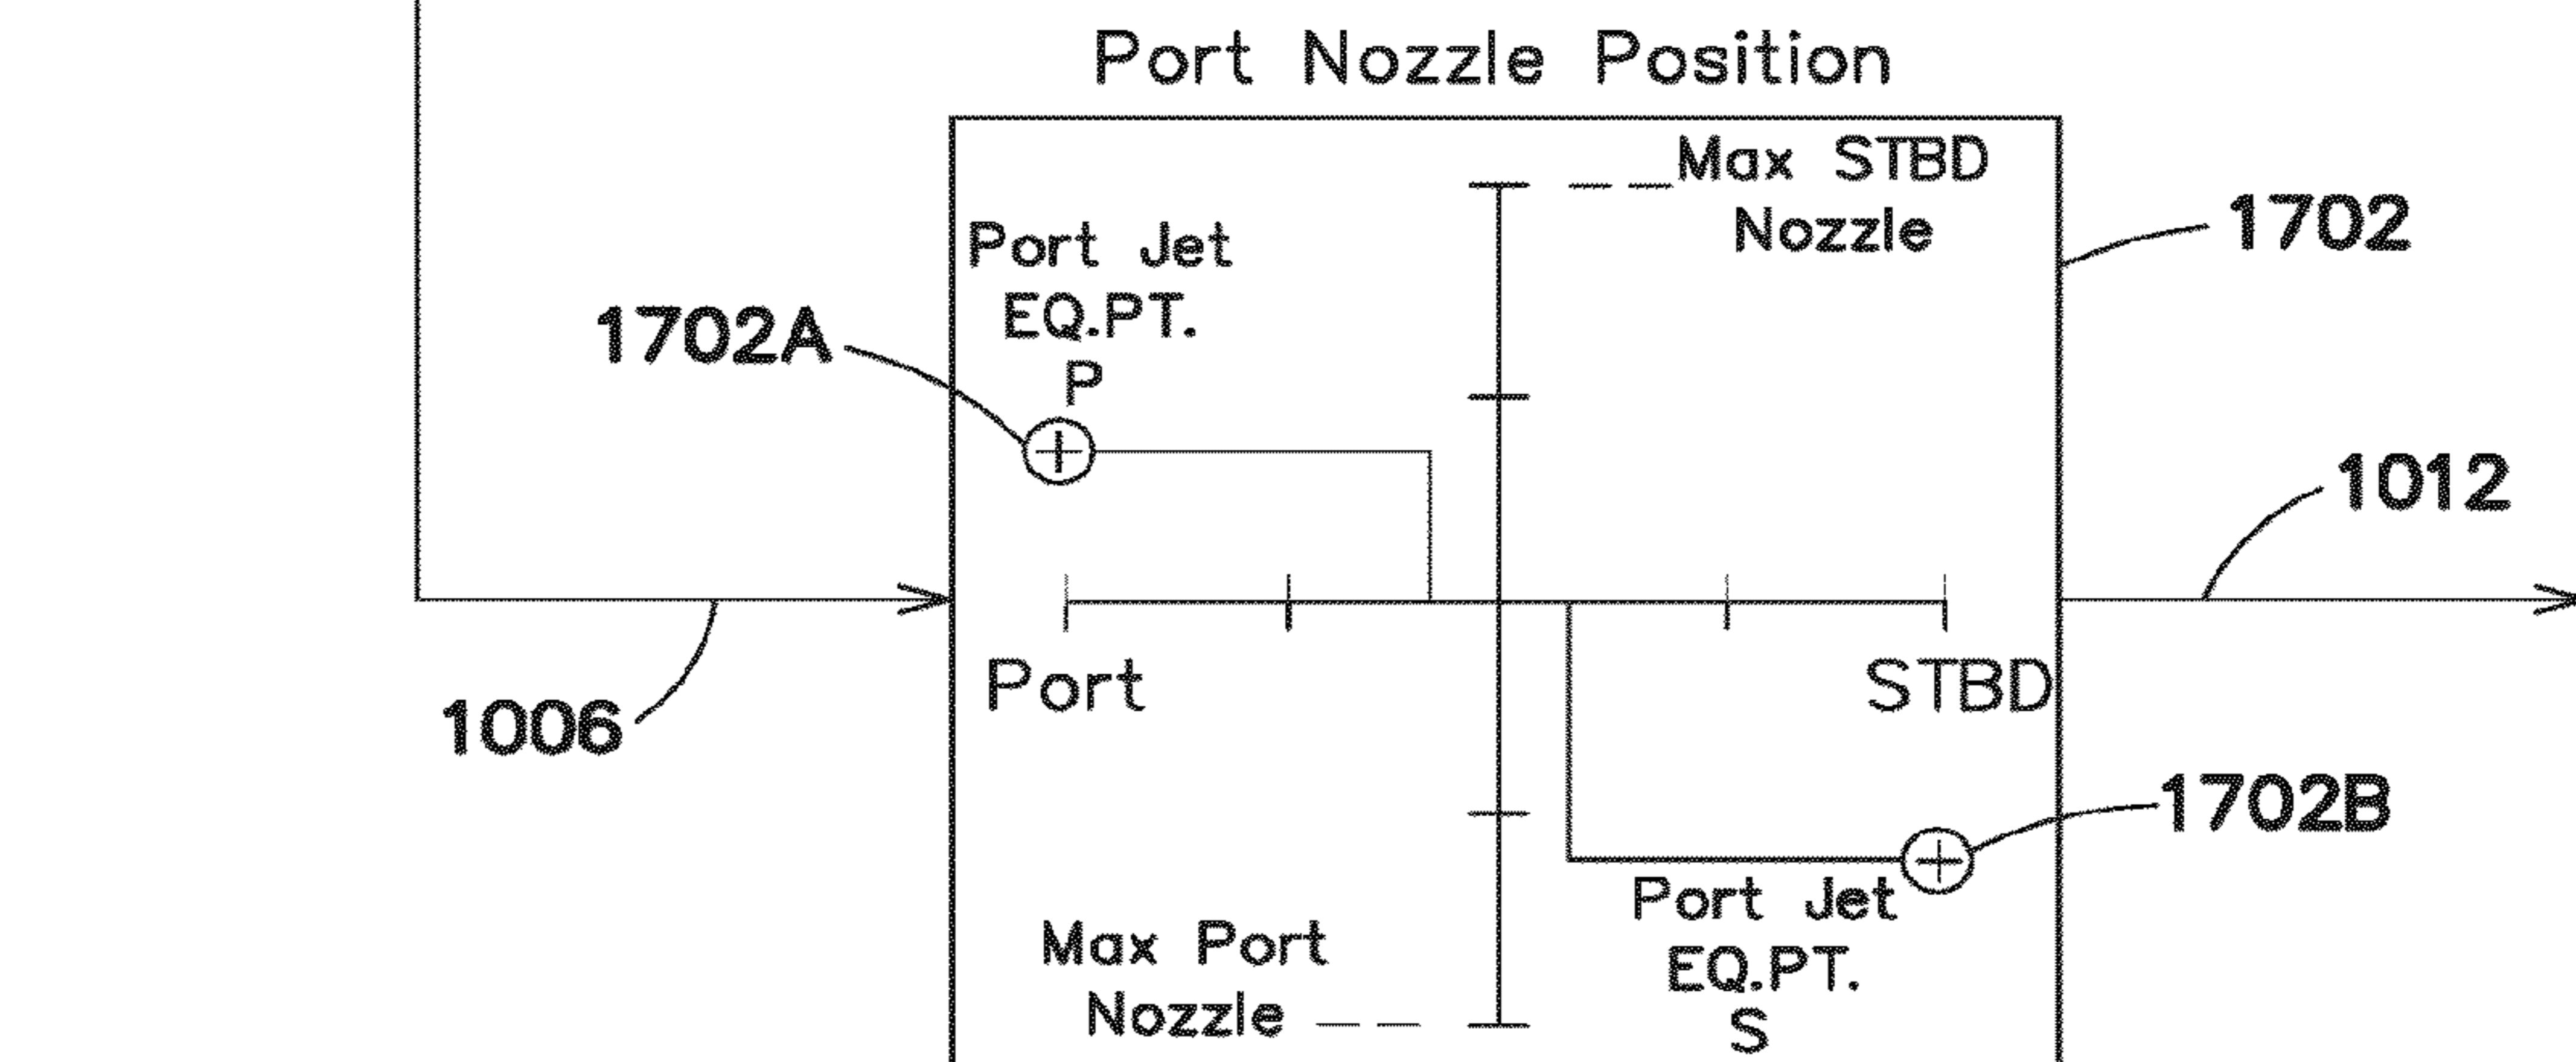 Port Nozzle Position
Max STBD
Nozzle
1702
Port Jet
EQ.PT.
P
1702A
1012
Port
STBD
1006
1702B
Port Jet
EQ.PT.
S
Max Port
Nozzle